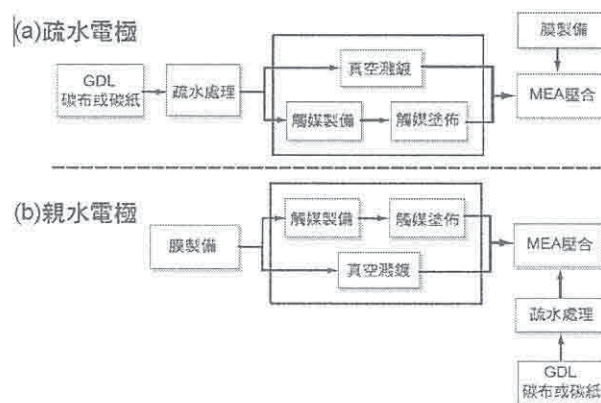 (a)疏水電極
膜製備
GDL
碳布或碳紙
疏水處理
真空濺鍍
觸媒製備
觸媒塗佈
MEA壓合
(b)親水電極
膜製備
觸媒製備
觸媒塗佈
真空濺鍍
MEA壓合
疏水處理
GDL
碳布或碳紙